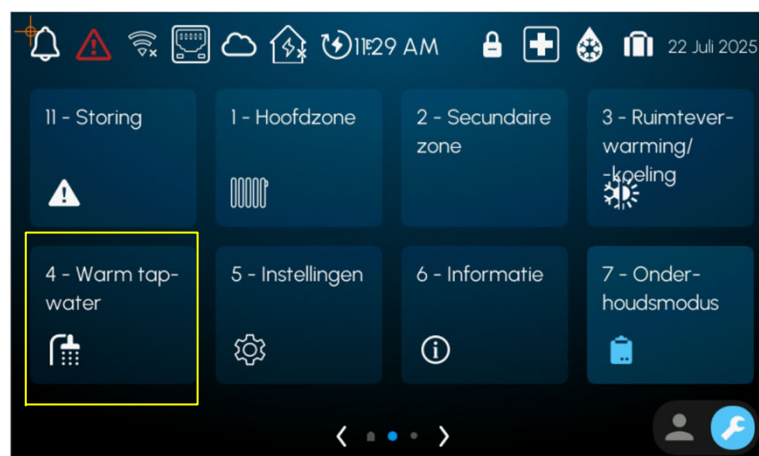 11:29 AM
22 Juli 2025
11 - Storing
1 - Hoofdzone
2 - Secundaire
zone
3 - Ruimtever-
warming/
-koeling
4 - Warm tap-
water
5 - Instellingen
6 - Informatie
7 - Onder-
houdsmodus